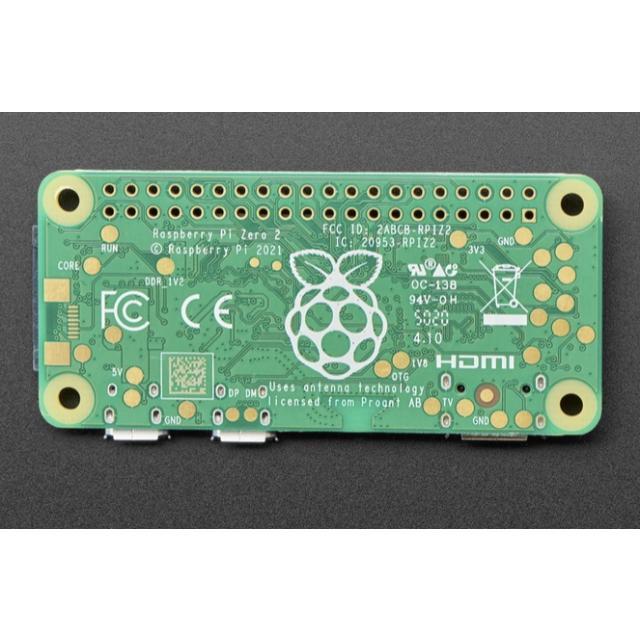 Raspberry Pi Zero 2
© Raspberry Pi 2021
FCC ID: 2ABCB-RPIZ2
IC: 20953-RPIZ2
RUN
CORE
DDR_1V2
3V3
GND
FC
CE
OC-138
94V-0H
5020
4.10
HDMI
1V8
OTG
5V
GND
DP DM
Uses antenna technology
licensed from Proant AB
TV
GND